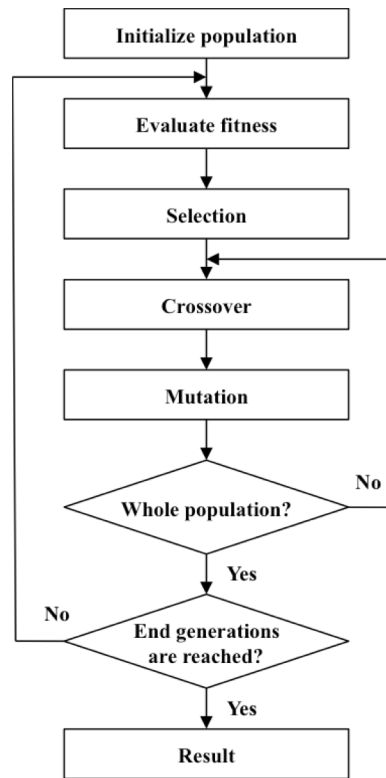 Initialize population
Evaluate fitness
Selection
Crossover
Mutation
No
Whole population?
Yes
No
End generations
are reached?
Yes
Result